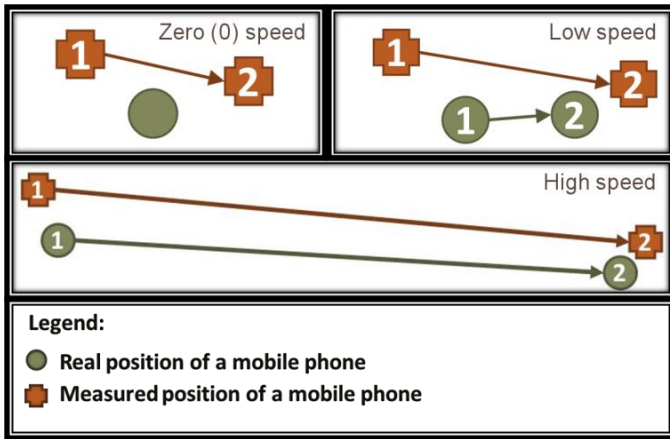 Zero (0) speed
1
2
Low speed
1
2
1
2
High speed
1
2
1
2
Legend:
Real position of a mobile phone
Measured position of a mobile phone